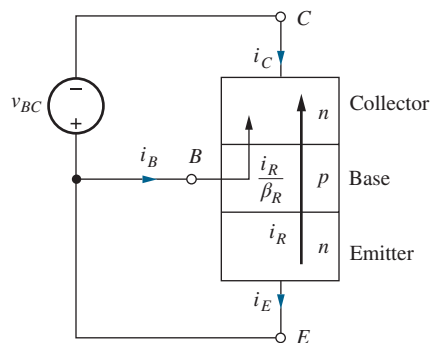 C
i_C
−
v_BC
+
n
Collector
i_B
B
i_R
β_R
p
Base
i_R
n
Emitter
i_E
E